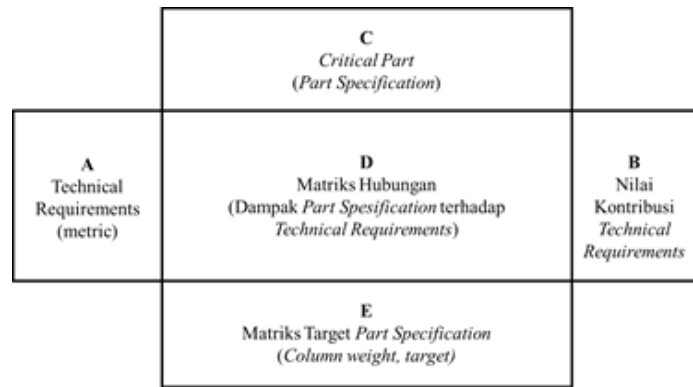 C
Critical Part
(Part Specification)
A
Technical
Requirements
(metric)
D
Matriks Hubungan
(Dampak Part Spesification terhadap
Technical Requirements)
B
Nilai
Kontribusi
Technical
Requirements
E
Matriks Target Part Specification
(Column weight, target)